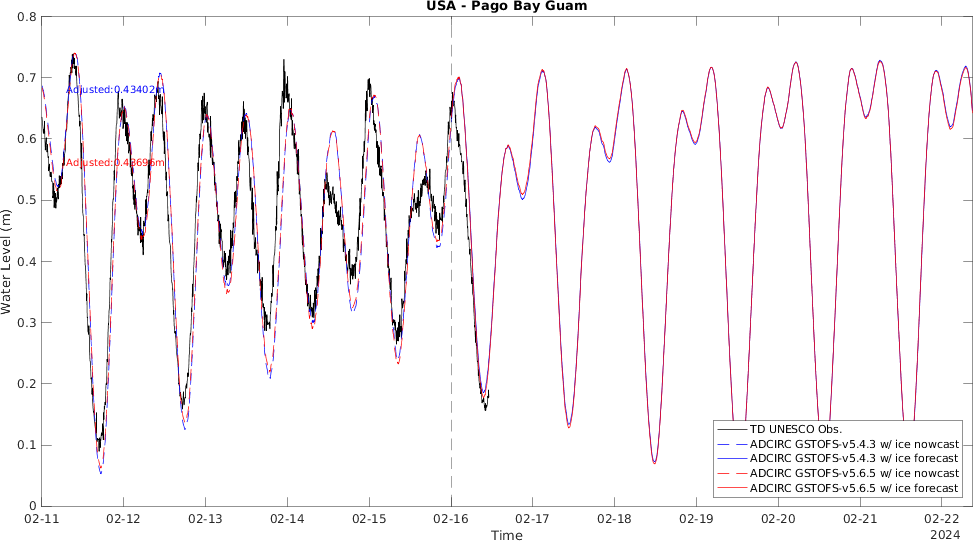 USA - Pago Bay Guam
0.8
0.7
0.6
0.5
0.4
0.3
0.2
0.1
0
Water Level (m)
Adjusted:0.43402m
Adjusted:0.43696m
TD UNESCO Obs.
ADCIRC GSTOFS-v5.4.3 w/ ice nowcast
ADCIRC GSTOFS-v5.4.3 w/ ice forecast
ADCIRC GSTOFS-v5.6.5 w/ ice nowcast
ADCIRC GSTOFS-v5.6.5 w/ ice forecast
02-11 02-12 02-13 02-14 02-15 02-16 02-17 02-18 02-19 02-20 02-21 02-22
2024
Time